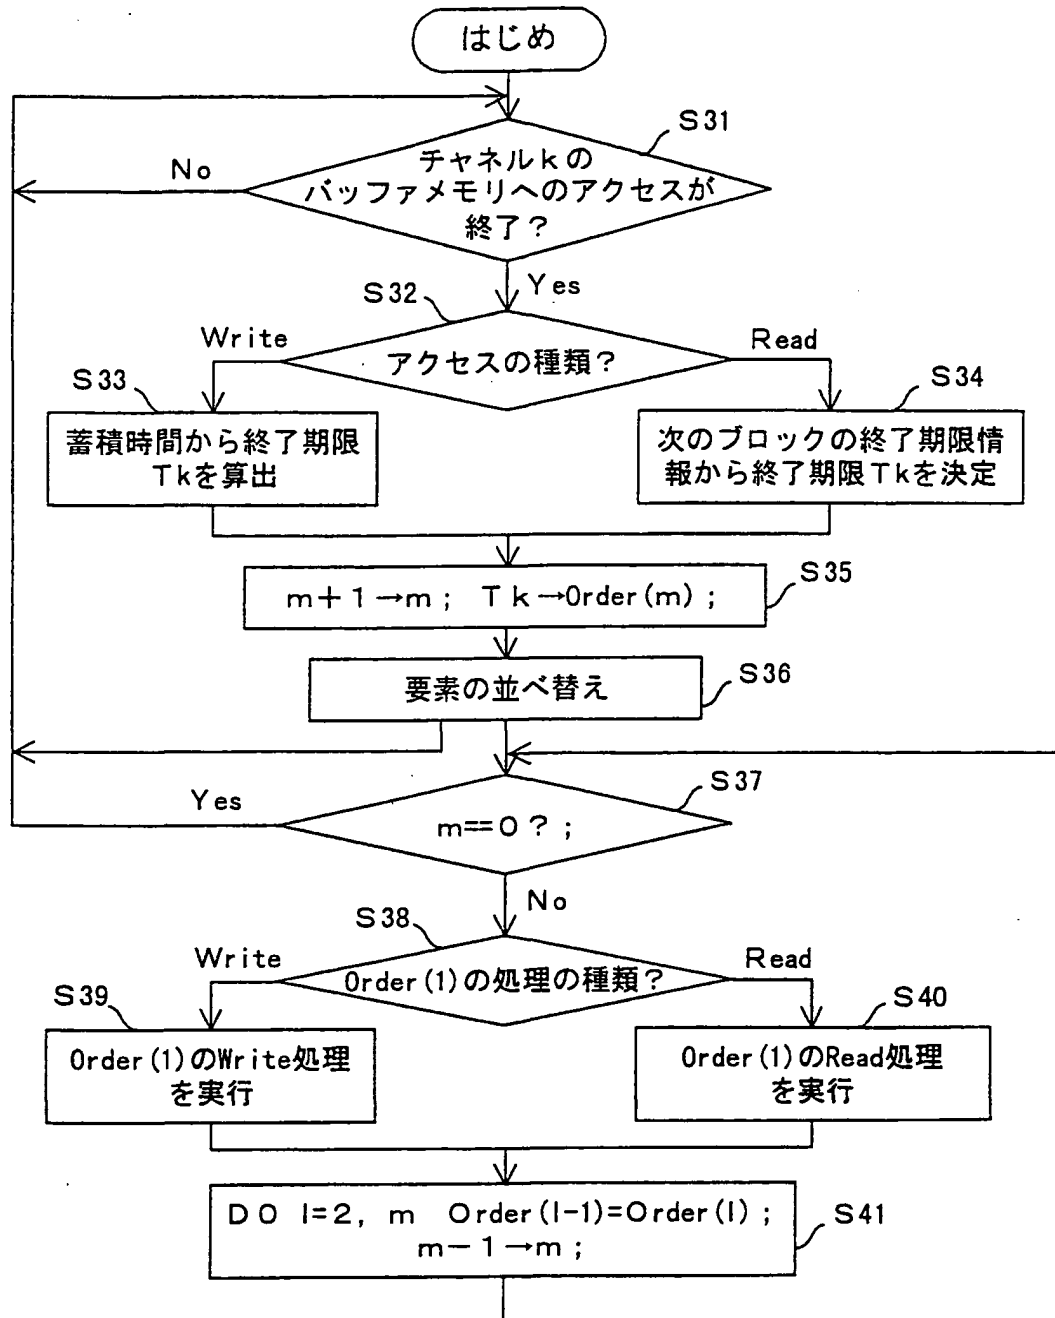 はじめ
S31
チャネルkの
バッファメモリへのアクセスが
終了？
No
Yes
S32
Write
アクセスの種類？
Read
S33
蓄積時間から終了期限
Tkを算出
S34
次のブロックの終了期限情
報から終了期限Tkを決定
S35
m+1→m; Tk→Order(m);
S36
要素の並べ替え
S37
Yes
m==0?;
No
S38
Write
Order(1)の処理の種類？
Read
S39
Order(1)のWrite処理
を実行
S40
Order(1)のRead処理
を実行
S41
DO l=2, m Order(l-1)=Order(l);
m-1→m;